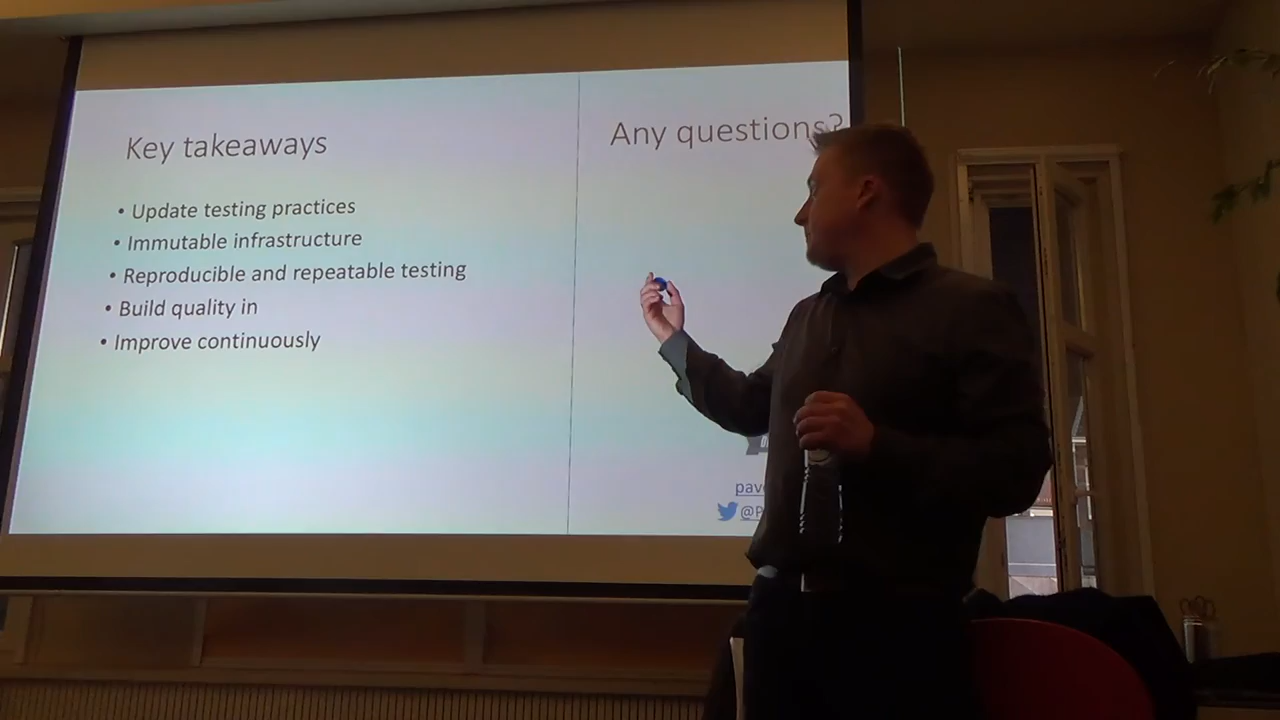 Key takeaways
• Update testing practices
• Immutable infrastructure
• Reproducible and repeatable testing
• Build quality in
• Improve continuously
Any questions?